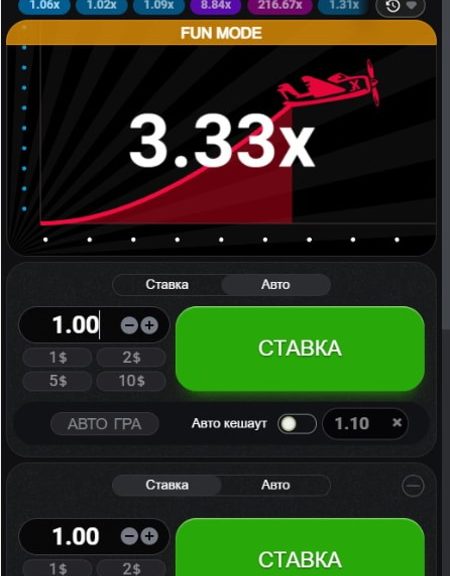 1.06x 1.02x 1.09x 8.84x 216.67x 1.31x
FUN MODE
3.33x
Ставка Авто
1.00
СТАВКА
1$ 2$
5$ 10$
АВТО ГРА Авто кешаут 1.10
Ставка Авто
1.00
СТАВКА
1$ 2$